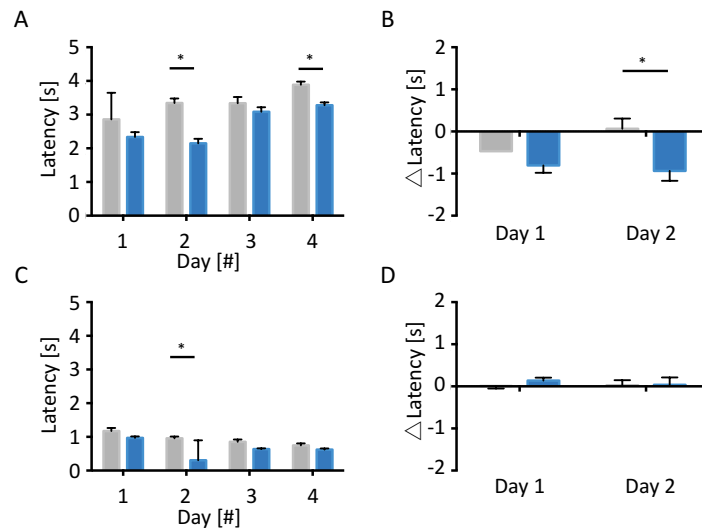 A
Latency [s]
5
4
3
2
1
0
*
*
1 2 3 4
Day [#]
B
△ Latency [s]
2
1
0
-1
-2
*
Day 1 Day 2
C
Latency [s]
5
4
3
2
1
0
*
1 2 3 4
Day [#]
D
△ Latency [s]
2
1
0
-1
-2
Day 1 Day 2